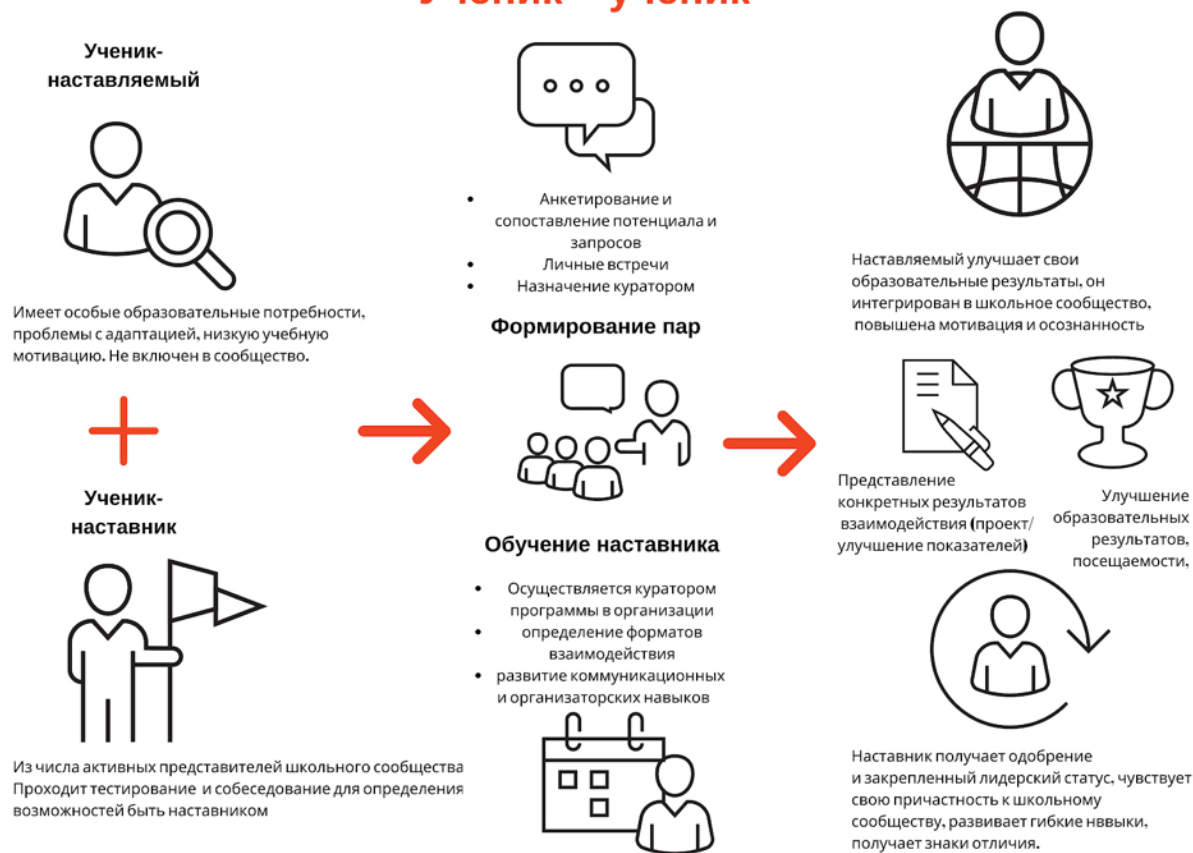 Ученик – ученик
Ученик-
наставляемый
Имеет особые образовательные потребности,
проблемы с адаптацией, низкую учебную
мотивацию. Не включен в сообщество.
Ученик-
наставник
Из числа активных представителей школьного сообщества
Проходит тестирование и собеседование для определения
возможностей быть наставником
• Анкетирование и
сопоставление потенциала и
запросов
• Личные встречи
• Назначение куратором
Формирование пар
Обучение наставника
• Осуществляется куратором
программы в организации
• определение форматов
взаимодействия
• развитие коммуникационных
и организаторских навыков
Наставляемый улучшает свои
образовательные результаты, он
интегрирован в школьное сообщество,
повышена мотивация и осознанность
Представление
конкретных результатов
взаимодействия (проект/
улучшение показателей)
Улучшение
образовательных
результатов,
посещаемости,
Наставник получает одобрение
и закрепленный лидерский статус, чувствует
свою причастность к школьному
сообществу, развивает гибкие нввыки,
получает знаки отличия.